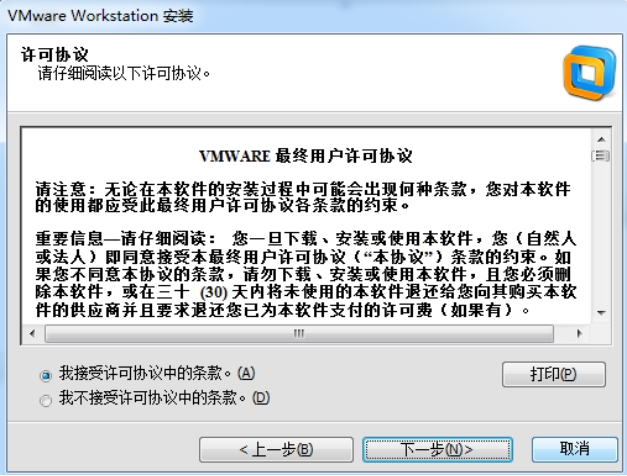 VMware Workstation 安装
许可协议
请仔细阅读以下许可协议。
VMWARE 最终用户许可协议
请注意：无论在本软件的安装过程中可能会出现何种条款，您对本软件
的使用都应受此最终用户许可协议各条款的约束。
重要信息—请仔细阅读： 您一旦下载、安装或使用本软件，您（自然人
或法人）即同意接受本最终用户许可协议（“本协议”）条款的约束。如
果您不同意本协议的条款，请勿下载、安装或使用本软件，且您必须删
除本软件，或在三十 (30) 天内将未使用的本软件退还给您向其购买本软
件的供应商并且要求退还您已为本软件支付的许可费（如果有）。
我接受许可协议中的条款。(A)
打印(P)
我不接受许可协议中的条款。(D)
<上一步(B)
下一步(N)>
取消